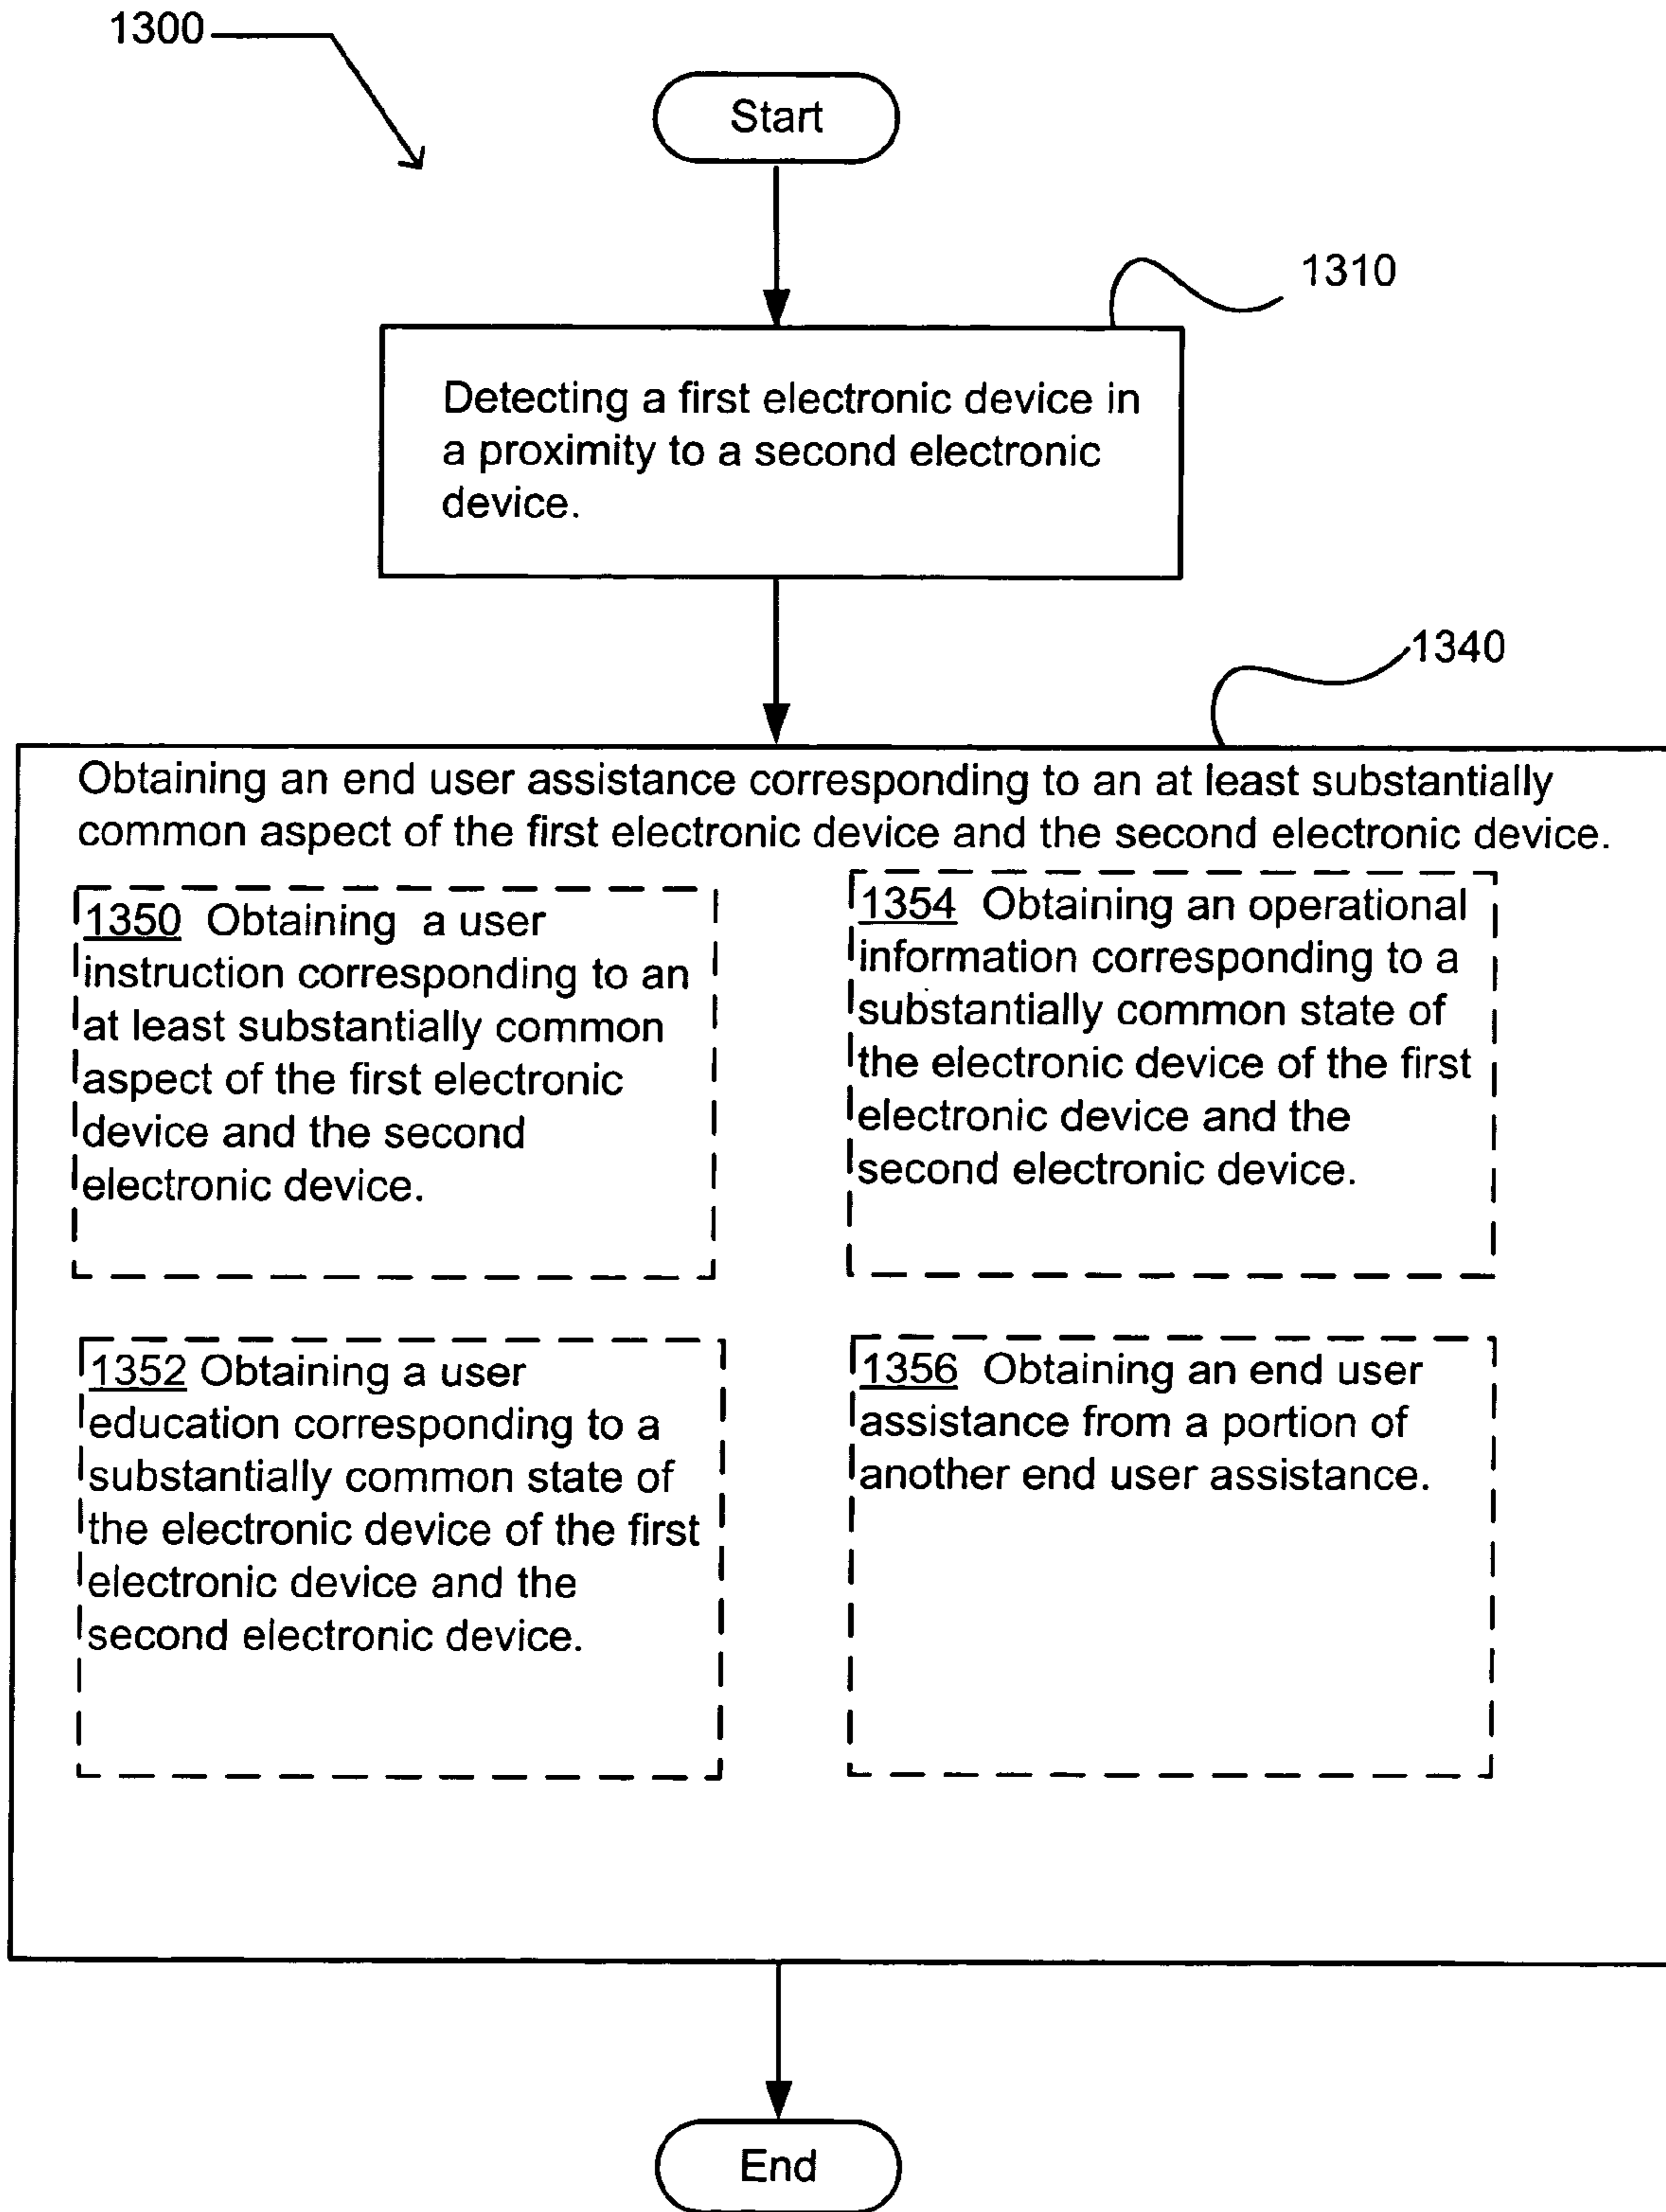 1300
Start
1310
Detecting a first electronic device in
a proximity to a second electronic
device.
1340
Obtaining an end user assistance corresponding to an at least substantially
common aspect of the first electronic device and the second electronic device.
1350 Obtaining a user
instruction corresponding to an
at least substantially common
aspect of the first electronic
device and the second
electronic device.
1354 Obtaining an operational
information corresponding to a
substantially common state of
the electronic device of the first
electronic device and the
second electronic device.
1352 Obtaining a user
education corresponding to a
substantially common state of
the electronic device of the first
electronic device and the
second electronic device.
1356 Obtaining an end user
assistance from a portion of
another end user assistance.
End